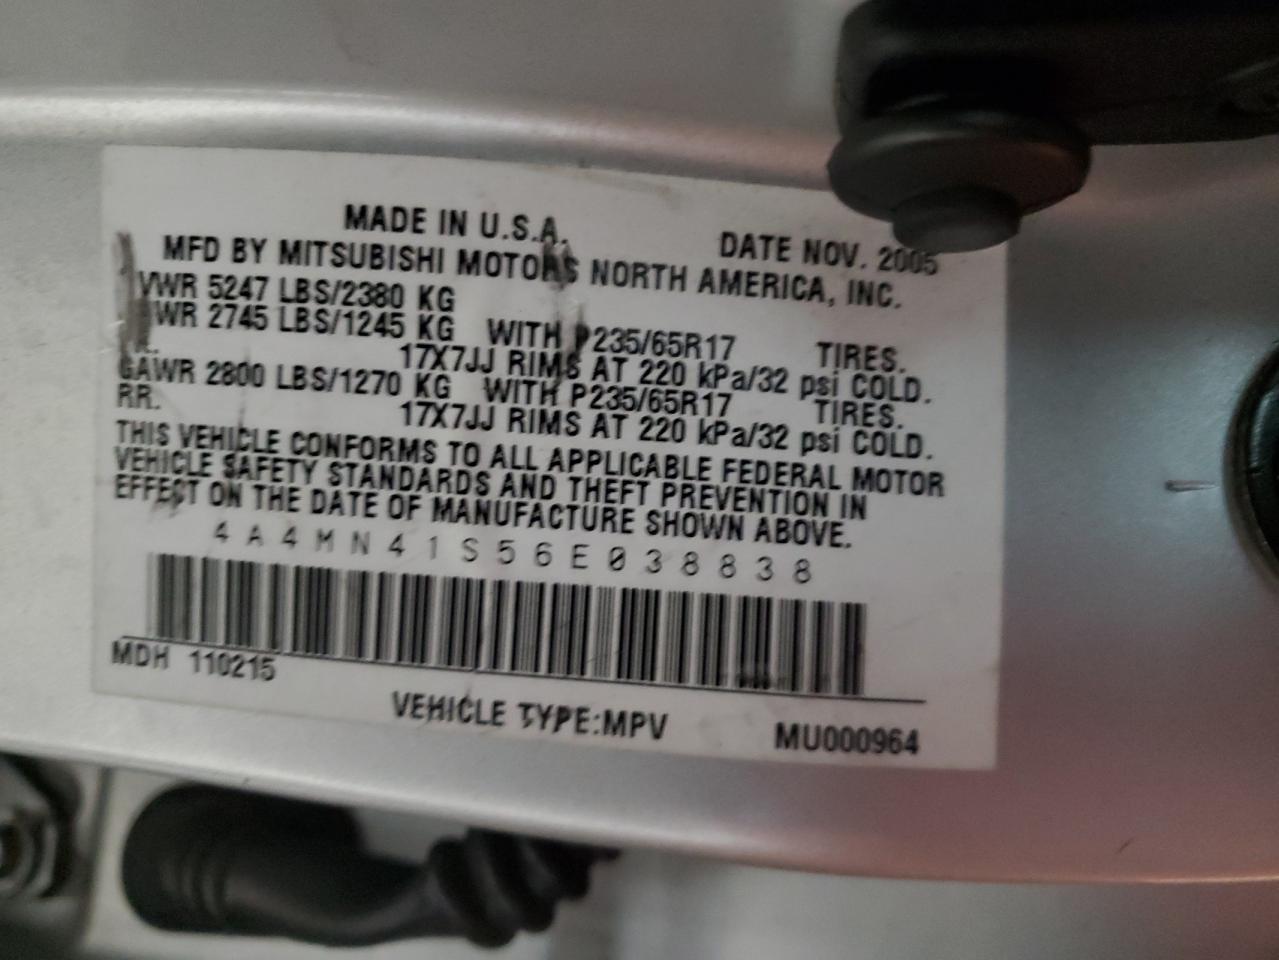 MADE IN U.S.A.
DATE NOV. 2005
MFD BY MITSUBISHI MOTORS NORTH AMERICA, INC.
VWR 5247 LBS/2380 KG
WR 2745 LBS/1245 KG WITH P235/65R17 TIRES.
17X7JJ RIMS AT 220 kPa/32 psi COLD.
GAWR 2800 LBS/1270 KG WITH P235/65R17 TIRES.
RR. 17X7JJ RIMS AT 220 kPa/32 psi COLD.
THIS VEHICLE CONFORMS TO ALL APPLICABLE FEDERAL MOTOR
VEHICLE SAFETY STANDARDS AND THEFT PREVENTION IN
EFFECT ON THE DATE OF MANUFACTURE SHOWN ABOVE.
4A4MN41S56E038838
MDH 110215
VEHICLE TYPE:MPV
MU000964